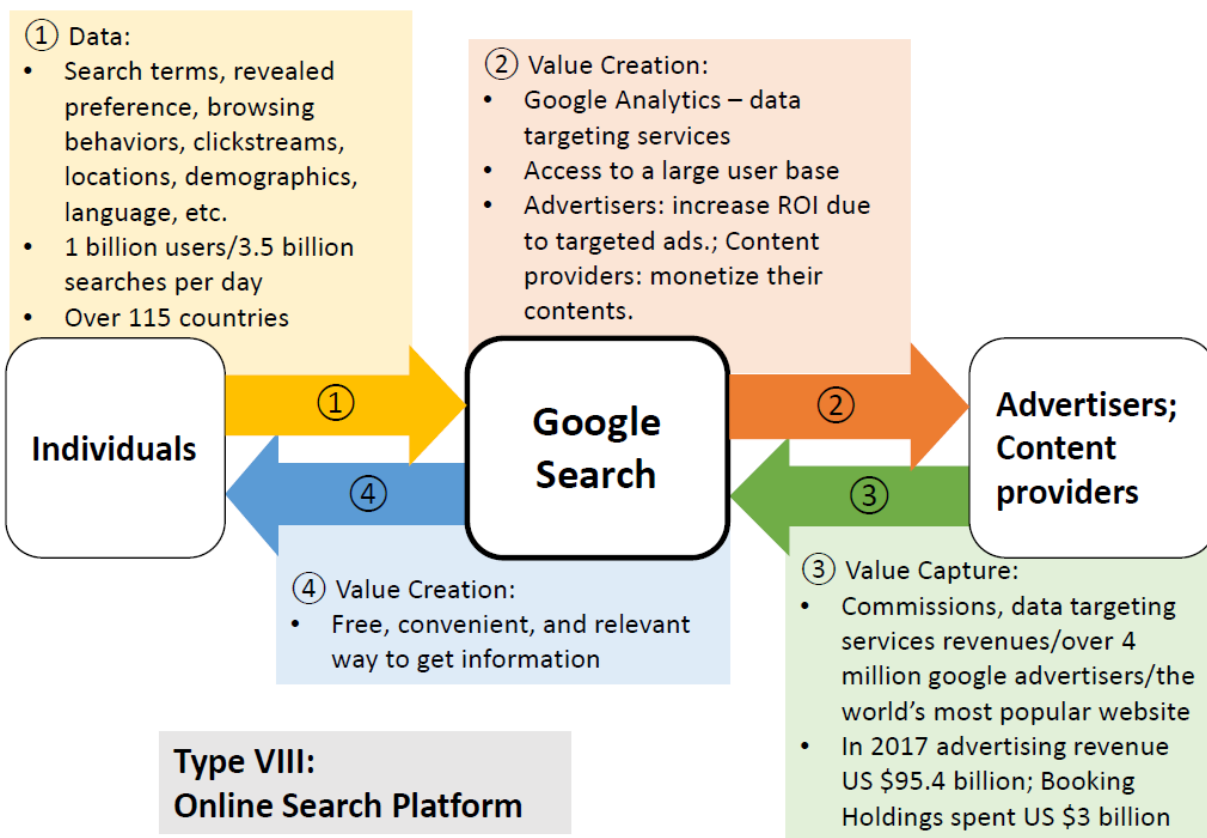 ① Data:
• Search terms, revealed
preference, browsing
behaviors, clickstreams,
locations, demographics,
language, etc.
• 1 billion users/3.5 billion
searches per day
• Over 115 countries
② Value Creation:
• Google Analytics – data
targeting services
• Access to a large user base
• Advertisers: increase ROI due
to targeted ads.; Content
providers: monetize their
contents.
Individuals
①
④
Google
Search
②
③
Advertisers;
Content
providers
④ Value Creation:
• Free, convenient, and relevant
way to get information
③ Value Capture:
• Commissions, data targeting
services revenues/over 4
million google advertisers/the
world's most popular website
• In 2017 advertising revenue
US $95.4 billion; Booking
Holdings spent US $3 billion
Type VIII:
Online Search Platform